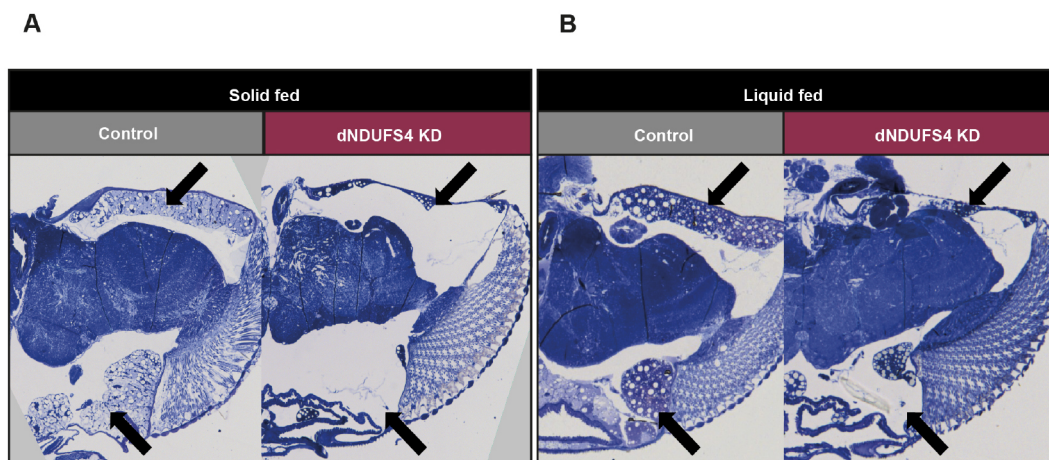 A
B
Solid fed
Liquid fed
Control
dNDUFS4 KD
Control
dNDUFS4 KD